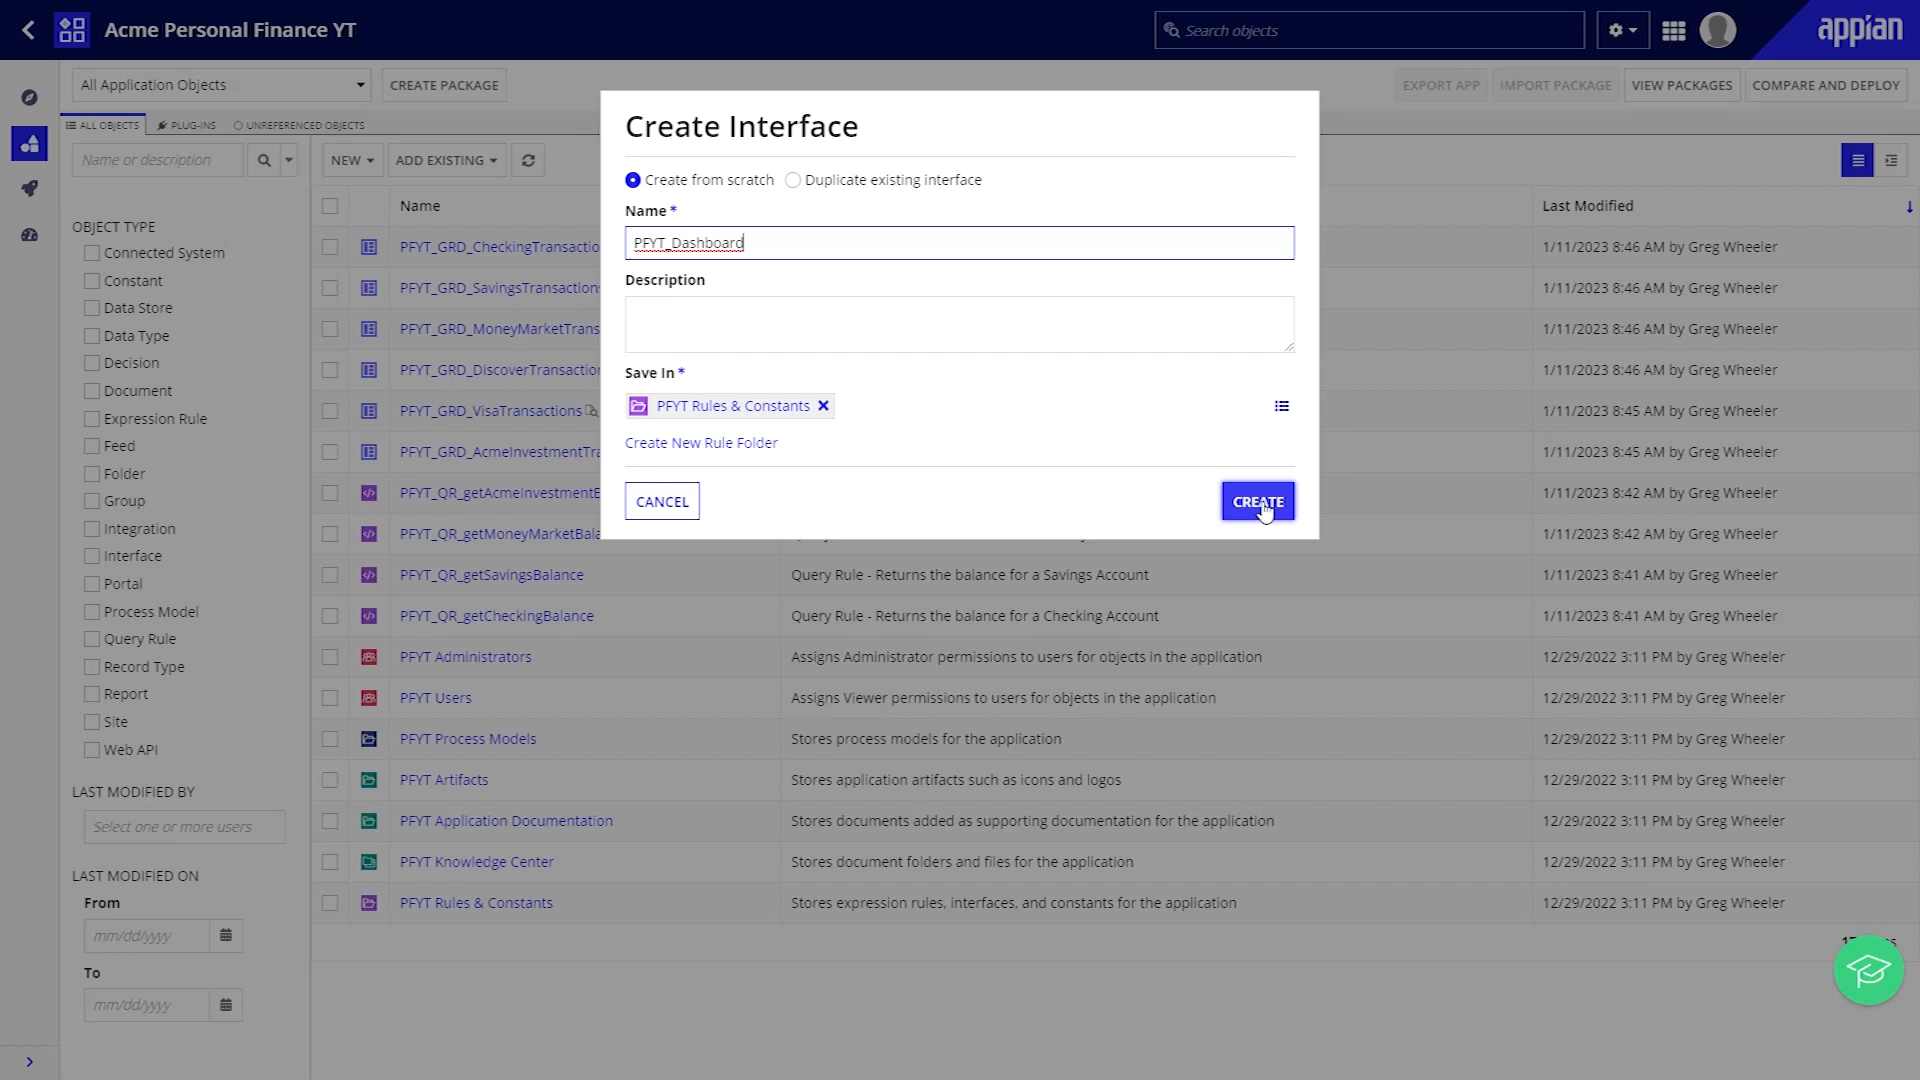 Acme Personal Finance YT
Search objects
appian
All Application Objects
CREATE PACKAGE
EXPORT APP
IMPORT PACKAGE
VIEW PACKAGES
COMPARE AND DEPLOY
ALL OBJECTS
PLUG-INS
UNREFERENCED OBJECTS
Name or description
NEW
ADD EXISTING
OBJECT TYPE
Connected System
Constant
Data Store
Data Type
Decision
Document
Expression Rule
Feed
Folder
Group
Integration
Interface
Portal
Process Model
Query Rule
Record Type
Report
Site
Web API
LAST MODIFIED BY
Select one or more users
LAST MODIFIED ON
From
mm/dd/yyyy
To
mm/dd/yyyy
Create Interface
Create from scratch
Duplicate existing interface
Name *
PFYT_Dashboard
Description
Save In *
PFYT Rules & Constants
Create New Rule Folder
CANCEL
CREATE
Name
Last Modified
PFYT_GRD_CheckingTransactio
1/11/2023 8:46 AM by Greg Wheeler
PFYT_GRD_SavingsTransactions
1/11/2023 8:46 AM by Greg Wheeler
PFYT_GRD_MoneyMarketTrans
1/11/2023 8:46 AM by Greg Wheeler
PFYT_GRD_DiscoverTransaction
1/11/2023 8:46 AM by Greg Wheeler
PFYT_GRD_VisaTransactions
1/11/2023 8:45 AM by Greg Wheeler
PFYT_GRD_AcmeInvestmentTra
1/11/2023 8:45 AM by Greg Wheeler
PFYT_QR_getAcmeInvestmentB
1/11/2023 8:42 AM by Greg Wheeler
PFYT_QR_getMoneyMarketBala
1/11/2023 8:42 AM by Greg Wheeler
PFYT_QR_getSavingsBalance
Query Rule - Returns the balance for a Savings Account
1/11/2023 8:41 AM by Greg Wheeler
PFYT_QR_getCheckingBalance
Query Rule - Returns the balance for a Checking Account
1/11/2023 8:41 AM by Greg Wheeler
PFYT Administrators
Assigns Administrator permissions to users for objects in the application
12/29/2022 3:11 PM by Greg Wheeler
PFYT Users
Assigns Viewer permissions to users for objects in the application
12/29/2022 3:11 PM by Greg Wheeler
PFYT Process Models
Stores process models for the application
12/29/2022 3:11 PM by Greg Wheeler
PFYT Artifacts
Stores application artifacts such as icons and logos
12/29/2022 3:11 PM by Greg Wheeler
PFYT Application Documentation
Stores documents added as supporting documentation for the application
12/29/2022 3:11 PM by Greg Wheeler
PFYT Knowledge Center
Stores document folders and files for the application
12/29/2022 3:11 PM by Greg Wheeler
PFYT Rules & Constants
Stores expression rules, interfaces, and constants for the application
12/29/2022 3:11 PM by Greg Wheeler